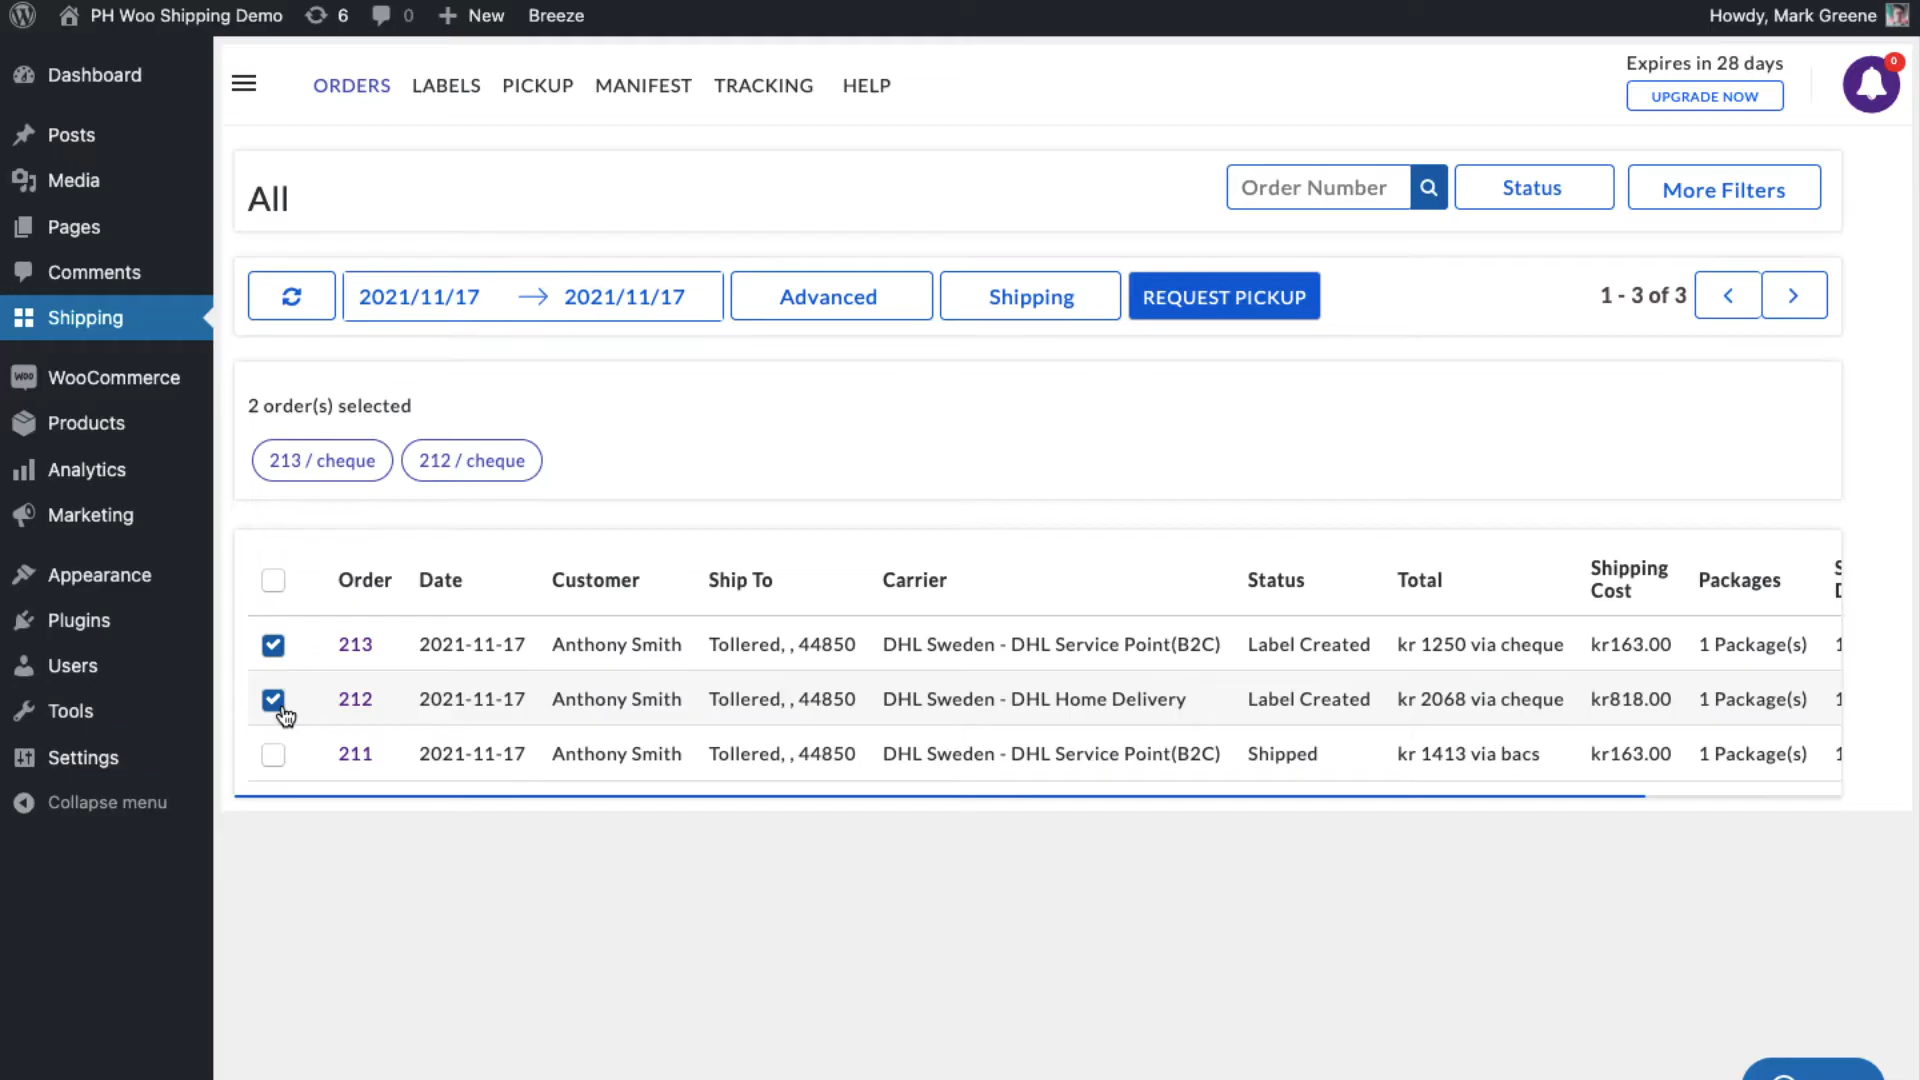 PH Woo Shipping Demo 6 0 New Breeze Howdy, Mark Greene
Dashboard
Posts
Media
Pages
Comments
Shipping
WooCommerce
Products
Analytics
Marketing
Appearance
Plugins
Users
Tools
Settings
Collapse menu
ORDERS LABELS PICKUP MANIFEST TRACKING HELP
Expires in 28 days
UPGRADE NOW
0
All
Order Number Status More Filters
2021/11/17 → 2021/11/17 Advanced Shipping REQUEST PICKUP 1 - 3 of 3
2 order(s) selected
213 / cheque 212 / cheque
Order Date Customer Ship To Carrier Status Total Shipping Cost Packages
213 2021-11-17 Anthony Smith Tollered, , 44850 DHL Sweden - DHL Service Point(B2C) Label Created kr 1250 via cheque kr163.00 1 Package(s)
212 2021-11-17 Anthony Smith Tollered, , 44850 DHL Sweden - DHL Home Delivery Label Created kr 2068 via cheque kr818.00 1 Package(s)
211 2021-11-17 Anthony Smith Tollered, , 44850 DHL Sweden - DHL Service Point(B2C) Shipped kr 1413 via bacs kr163.00 1 Package(s)